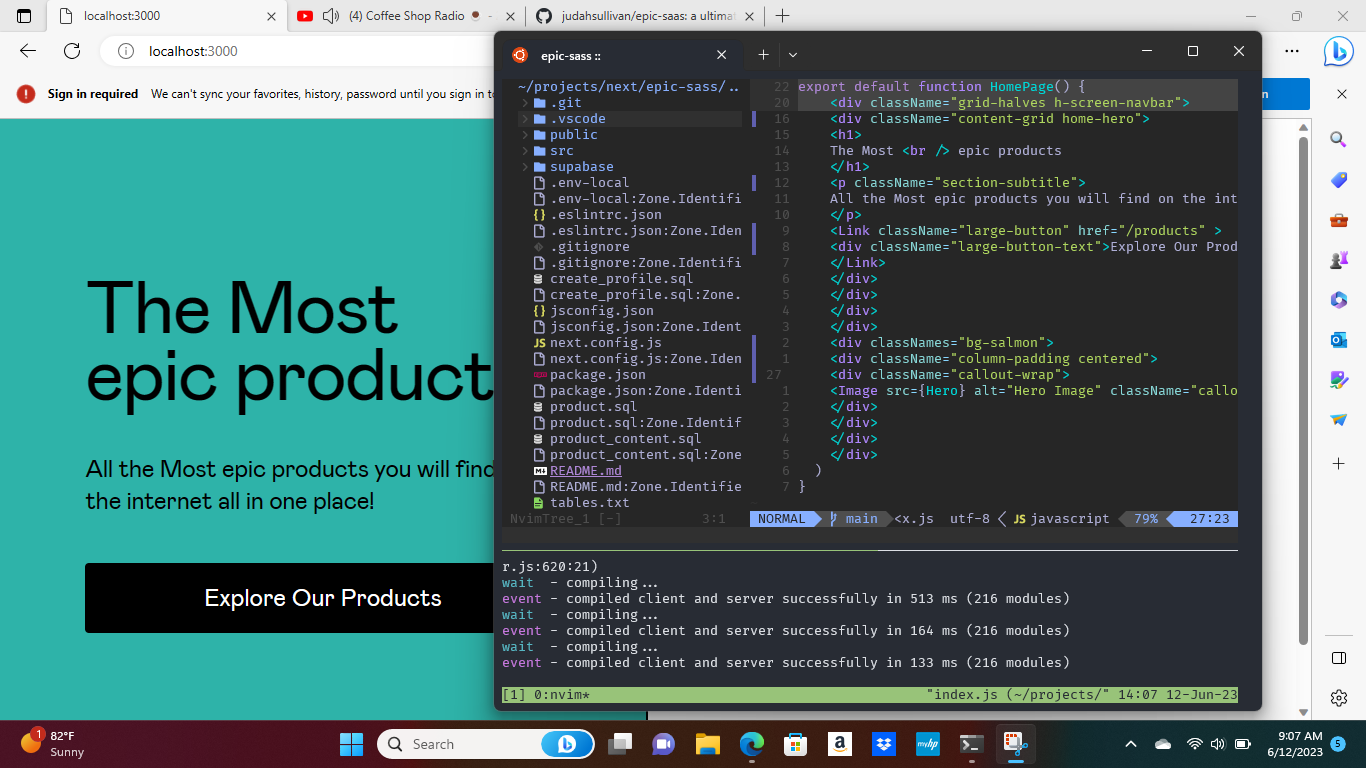 localhost:3000
(4) Coffee Shop Radio
judahsullivan/epic-saas: a ultimat
localhost:3000
Sign in required We can't sync your favorites, history, password until you sign in to
The Most
epic product
All the Most epic products you will find
the internet all in one place!
Explore Our Products
epic-sass ::
~/projects/next/epic-sass/..
.git
.vscode
public
src
supabase
.env-local
.env-local:Zone.Identifi
.eslintrc.json
.eslintrc.json:Zone.Iden
.gitignore
.gitignore:Zone.Identifi
create_profile.sql
create_profile.sql:Zone.
jsconfig.json
jsconfig.json:Zone.Ident
next.config.js
next.config.js:Zone.Iden
package.json
package.json:Zone.Identi
product.sql
product.sql:Zone.Identif
product_content.sql
product_content.sql:Zone
README.md
README.md:Zone.Identifie
tables.txt
NvimTree_1 [-] 3:1
22 export default function HomePage() {
20 <div className="grid-halves h-screen-navbar">
16 <div className="content-grid home-hero">
15 <h1>
14 The Most <br /> epic products
13 </h1>
12 <p className="section-subtitle">
11 All the Most epic products you will find on the int
10 </p>
9 <Link className="large-button" href="/products" >
8 <div className="large-button-text">Explore Our Prod
7 </Link>
6 </div>
5 </div>
4 </div>
3 </div>
2 <div classNames="bg-salmon">
1 <div className="column-padding centered">
27 <div className="callout-wrap">
1 <Image src={Hero} alt="Hero Image" className="callo
2 </div>
3 </div>
4 </div>
5 </div>
6 )
7 }
NORMAL main <x.js utf-8 < JS javascript 79% 27:23
r.js:620:21)
wait - compiling...
event - compiled client and server successfully in 513 ms (216 modules)
wait - compiling...
event - compiled client and server successfully in 164 ms (216 modules)
wait - compiling...
event - compiled client and server successfully in 133 ms (216 modules)
[1] 0:nvim* "index.js (~/projects/" 14:07 12-Jun-23
1
82°F
Sunny
Search
9:07 AM
6/12/2023
5